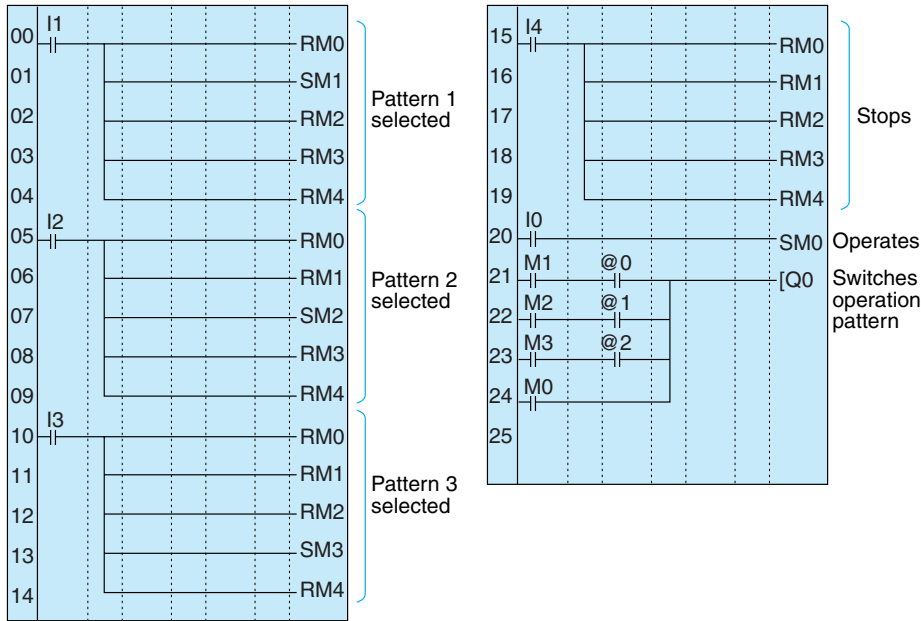 I1
00 RM0
01 SM1
02 RM2
03 RM3
04 RM4
Pattern 1
selected
I2
05 RM0
06 RM1
07 SM2
08 RM3
09 RM4
Pattern 2
selected
I3
10 RM0
11 RM1
12 RM2
13 SM3
14 RM4
Pattern 3
selected
I4
15 RM0
16 RM1
17 RM2
18 RM3
19 RM4
Stops
I0
20 SM0 Operates
M1 @0
21 [Q0 Switches
operation
pattern
M2 @1
22
M3 @2
23
M0
24
25